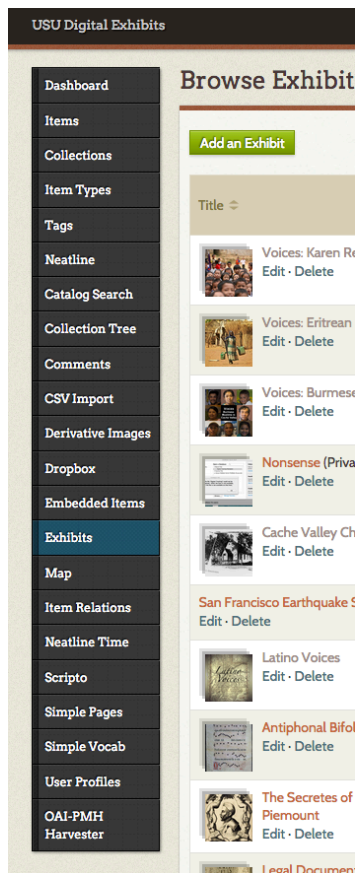 USU Digital Exhibits
Dashboard
Items
Collections
Item Types
Tags
Neatline
Catalog Search
Collection Tree
Comments
CSV Import
Derivative Images
Dropbox
Embedded Items
Exhibits
Map
Item Relations
Neatline Time
Scripto
Simple Pages
Simple Vocab
User Profiles
OAI-PMH
Harvester
Browse Exhibit
Add an Exhibit
Title
Voices: Karen Re
Edit · Delete
Voices: Eritrean
Edit · Delete
Voices: Burmese
Edit · Delete
Nonsense (Priva
Edit · Delete
Cache Valley Ch
Edit · Delete
San Francisco Earthquake S
Edit · Delete
Latino Voices
Latino Voices
Edit · Delete
Antiphonal Bifol
Edit · Delete
The Secretes of
Piemount
Edit · Delete
Legal Document